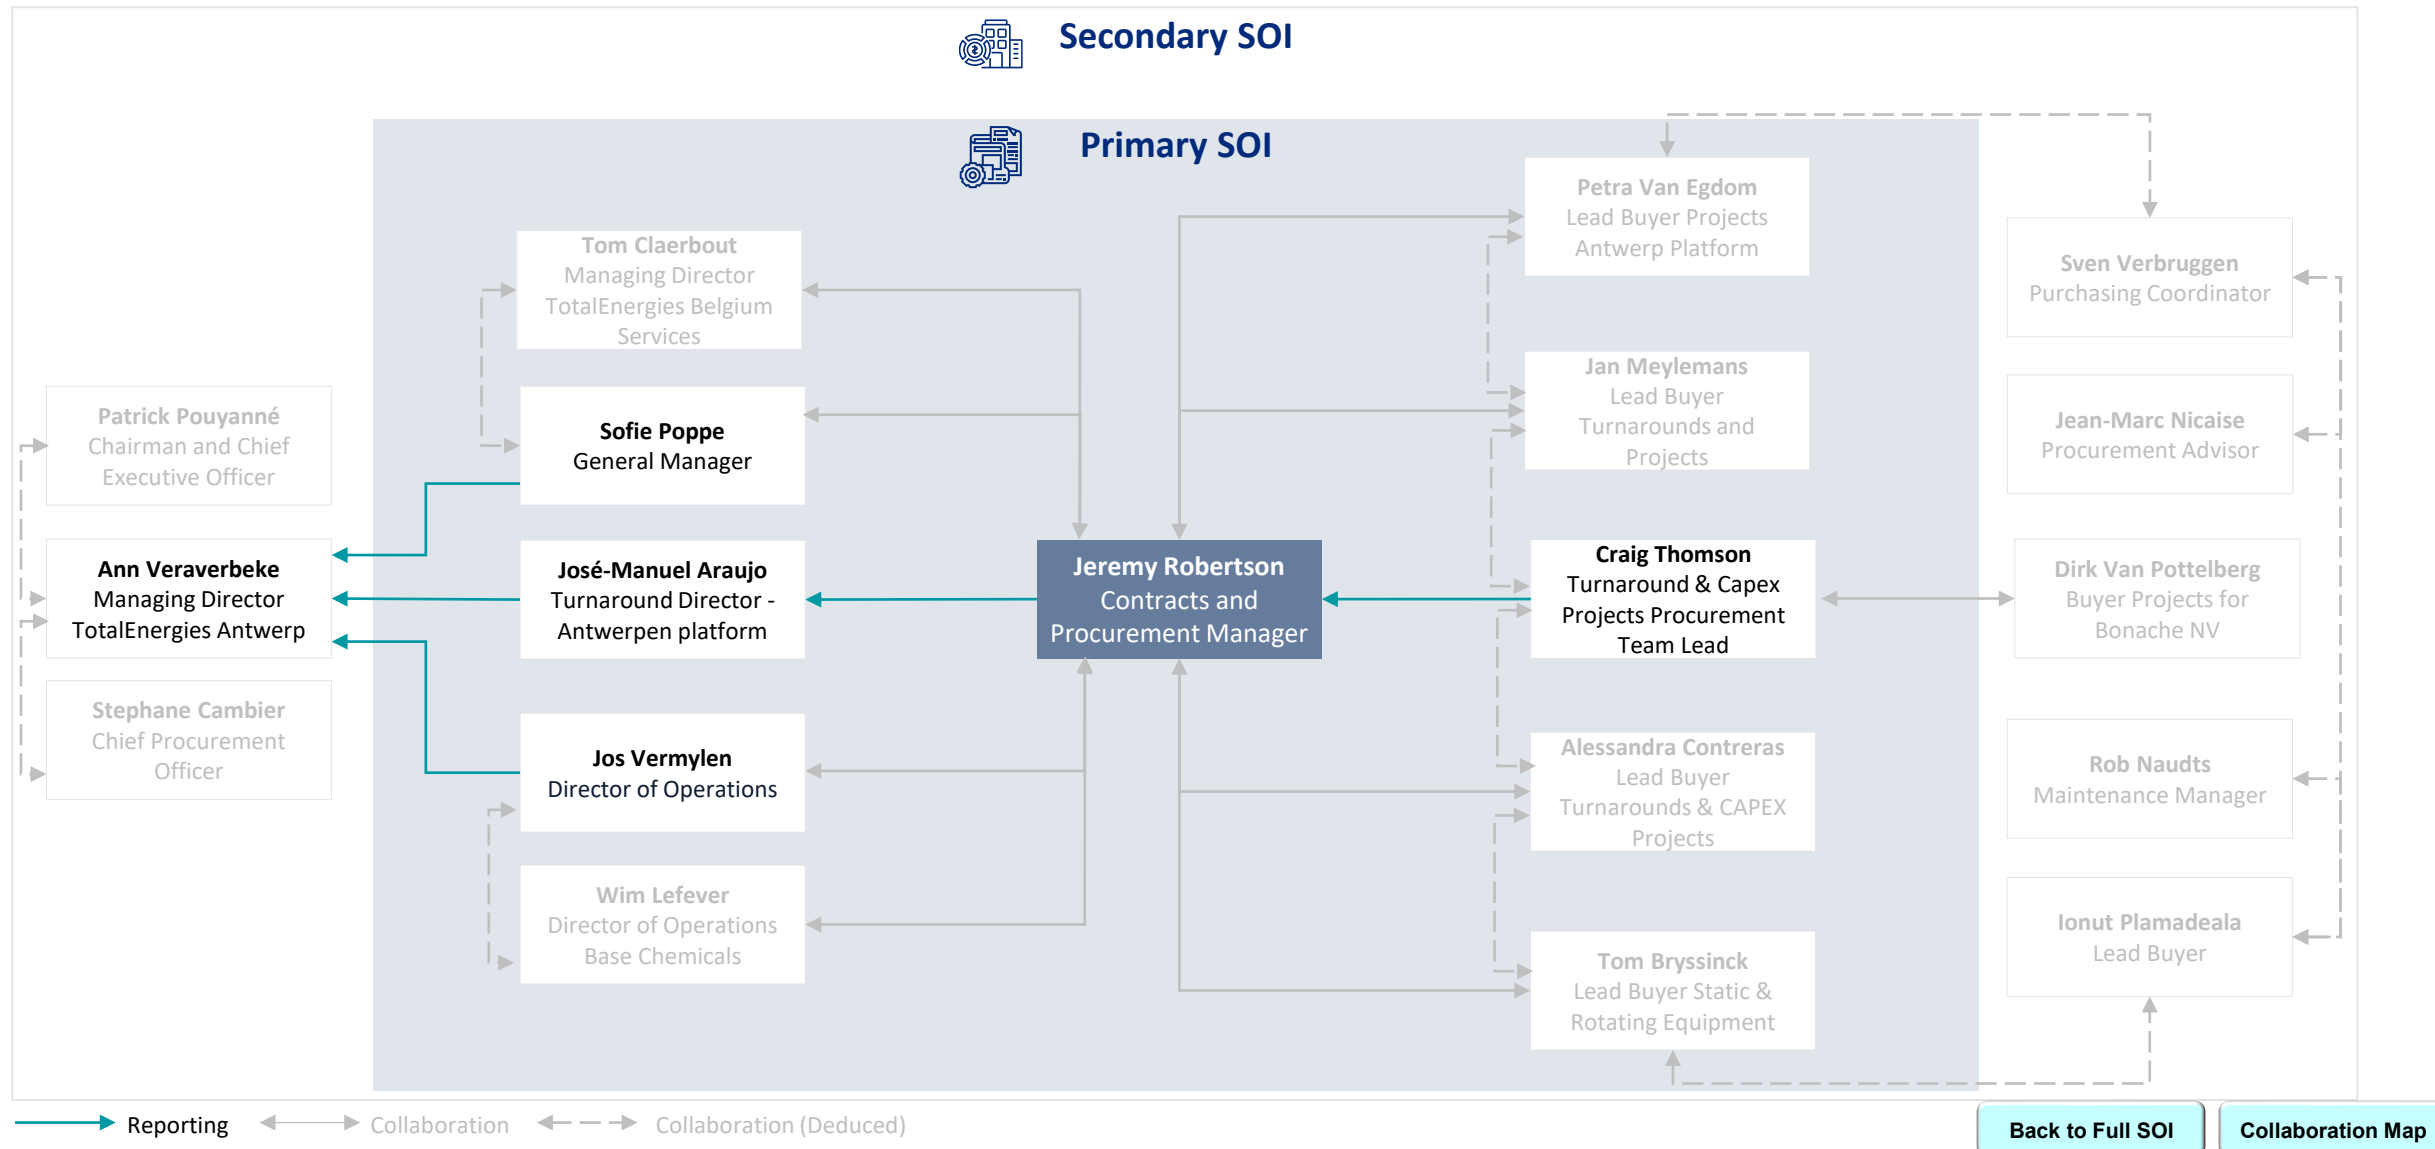 Secondary SOI
Primary SOI
Patrick Pouyanné
Chairman and Chief
Executive Officer
Ann Veraverbeke
Managing Director
TotalEnergies Antwerp
Stephane Cambier
Chief Procurement
Officer
Tom Claerbout
Managing Director
TotalEnergies Belgium
Services
Sofie Poppe
General Manager
José-Manuel Araujo
Turnaround Director -
Antwerpen platform
Jos Vermylen
Director of Operations
Wim Lefever
Director of Operations
Base Chemicals
Jeremy Robertson
Contracts and
Procurement Manager
Petra Van Egdom
Lead Buyer Projects
Antwerp Platform
Jan Meylemans
Lead Buyer
Turnarounds and
Projects
Craig Thomson
Turnaround & Capex
Projects Procurement
Team Lead
Alessandra Contreras
Lead Buyer
Turnarounds & CAPEX
Projects
Tom Bryssinck
Lead Buyer Static &
Rotating Equipment
Sven Verbruggen
Purchasing Coordinator
Jean-Marc Nicaise
Procurement Advisor
Dirk Van Pottelberg
Buyer Projects for
Bonache NV
Rob Naudts
Maintenance Manager
Ionut Plamadeala
Lead Buyer
Reporting
Collaboration
Collaboration (Deduced)
Back to Full SOI
Collaboration Map